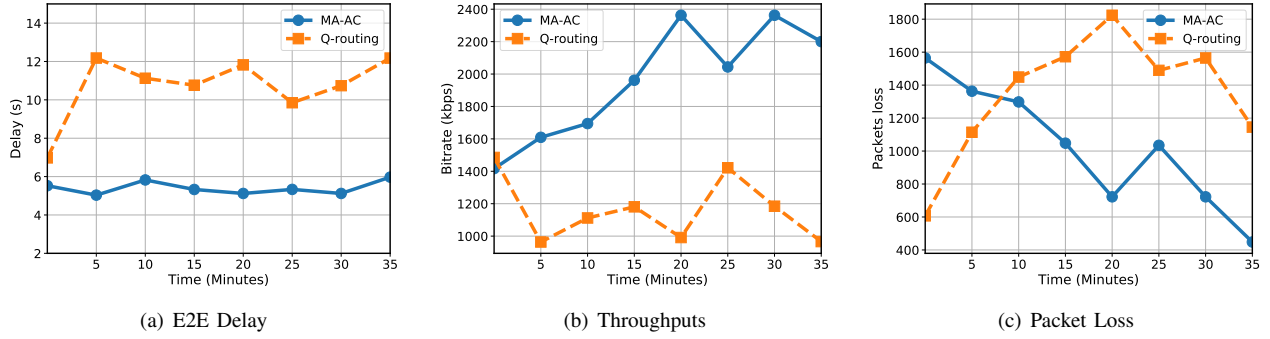 14
12
10
8
6
4
2
Delay (s)
MA-AC
Q-routing
5 10 15 20 25 30 35
Time (Minutes)
(a) E2E Delay
2400
2200
2000
1800
1600
1400
1200
1000
Bitrate (kbps)
MA-AC
Q-routing
5 10 15 20 25 30 35
Time (Minutes)
(b) Throughputs
1800
1600
1400
1200
1000
800
600
400
Packets loss
MA-AC
Q-routing
5 10 15 20 25 30 35
Time (Minutes)
(c) Packet Loss